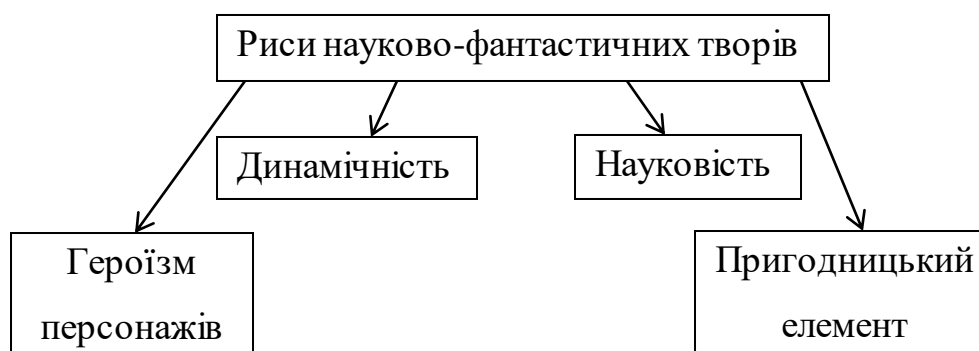 Риси науково-фантастичних творів
Динамічність
Науковість
Героїзм
персонажів
Пригодницький
елемент